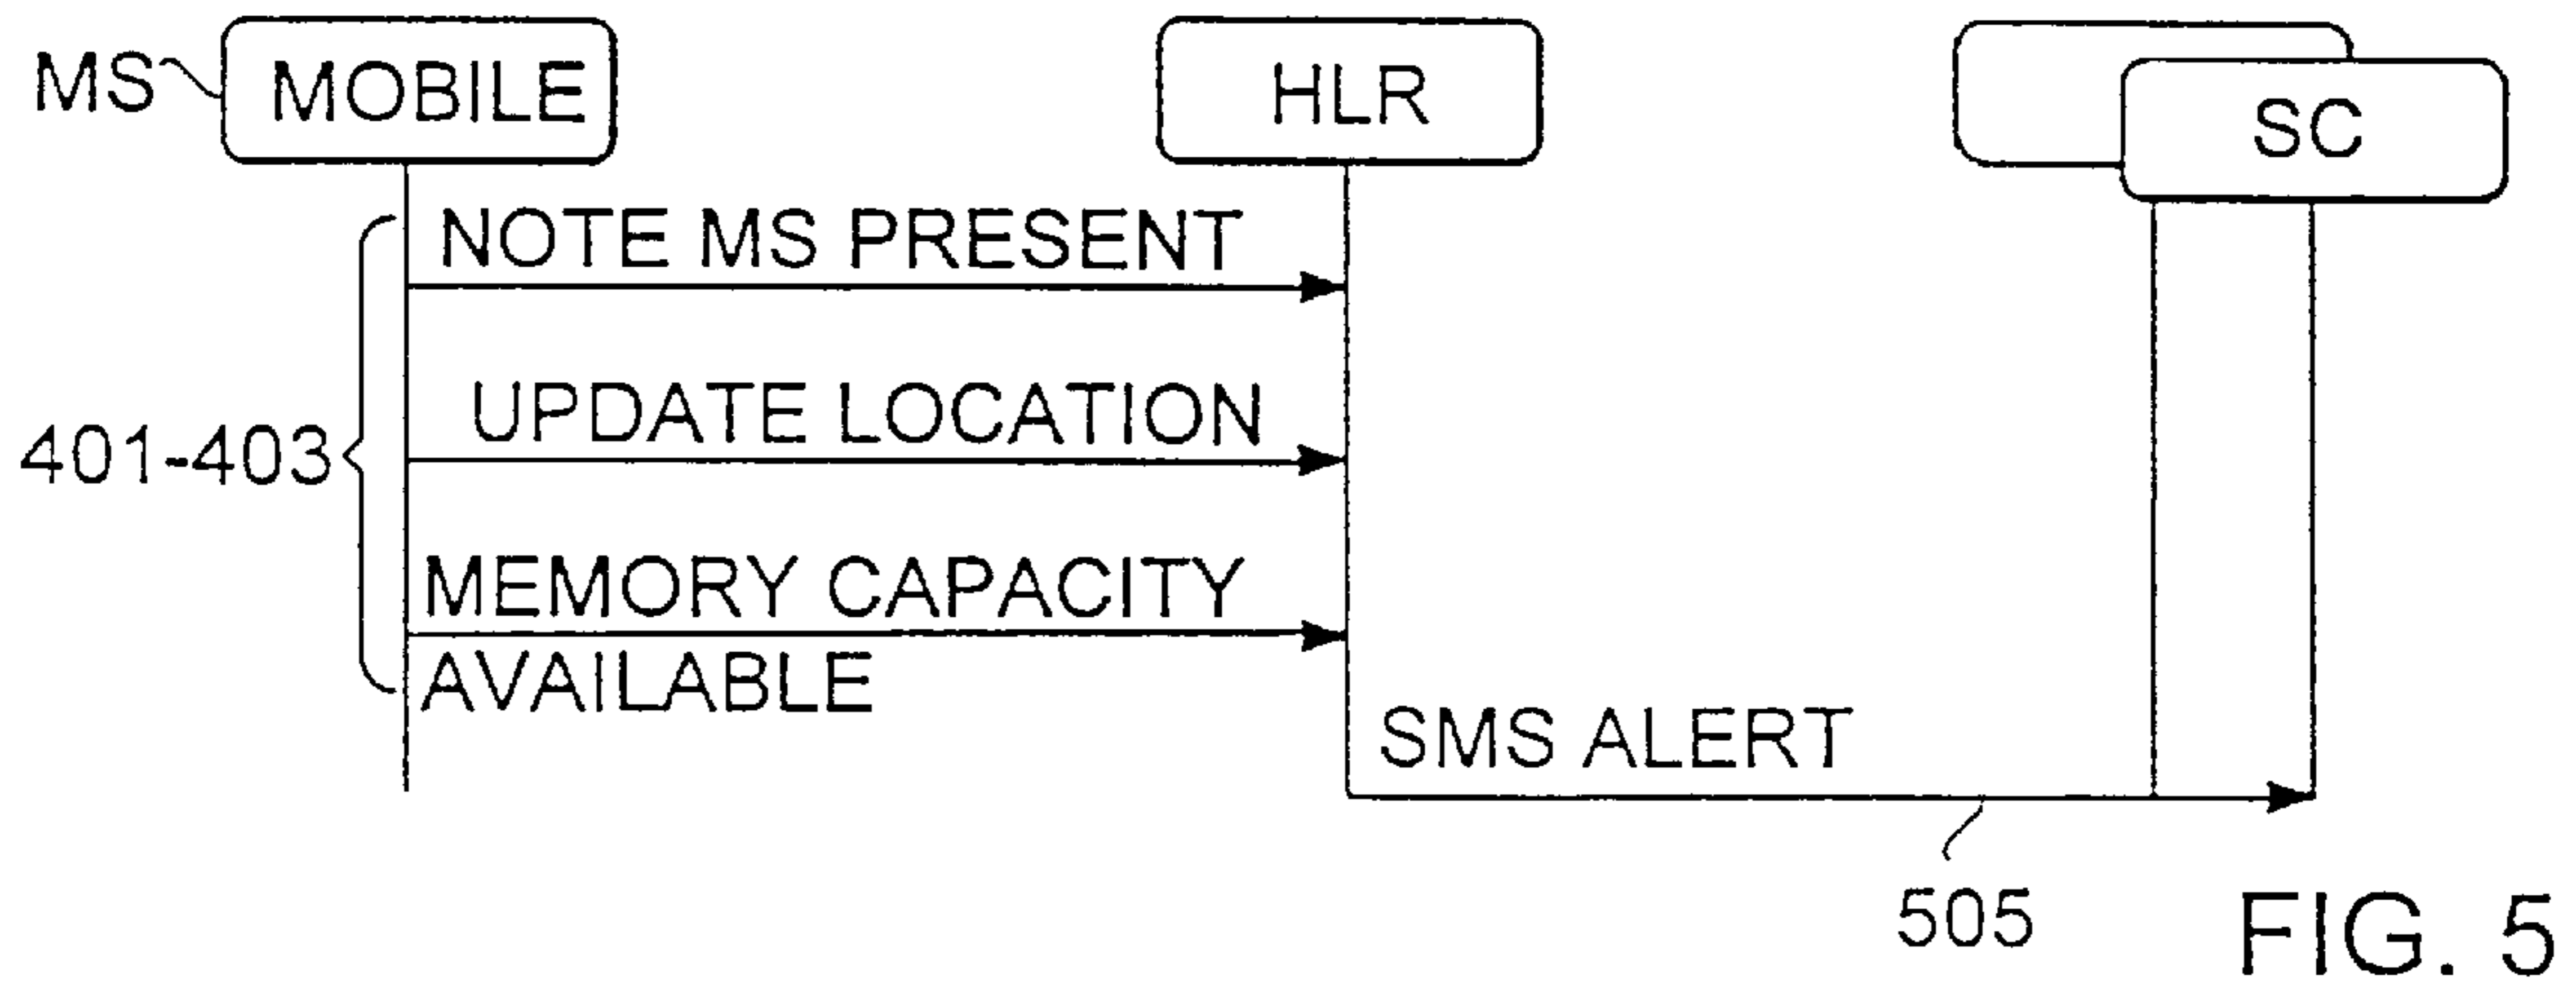 MS
MOBILE
HLR
SC
NOTE MS PRESENT
UPDATE LOCATION
401-403
MEMORY CAPACITY
AVAILABLE
SMS ALERT
505
FIG. 5